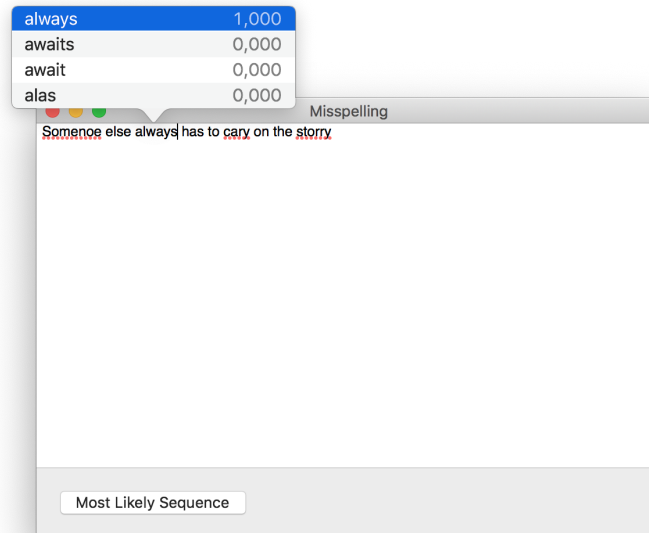 always 1,000
awaits 0,000
await 0,000
alas 0,000
Misspelling
Somenoe else always has to cary on the storry
Most Likely Sequence